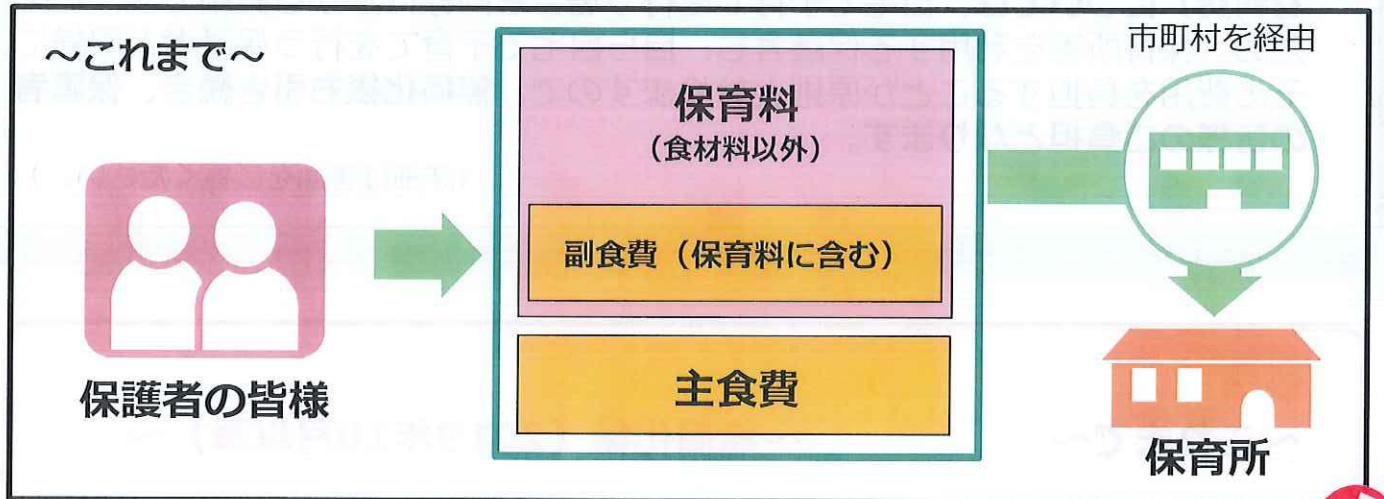 ～これまで～
市町村を経由
保育料
（食材料以外）
副食費（保育料に含む）
主食費
保護者の皆様
保育所